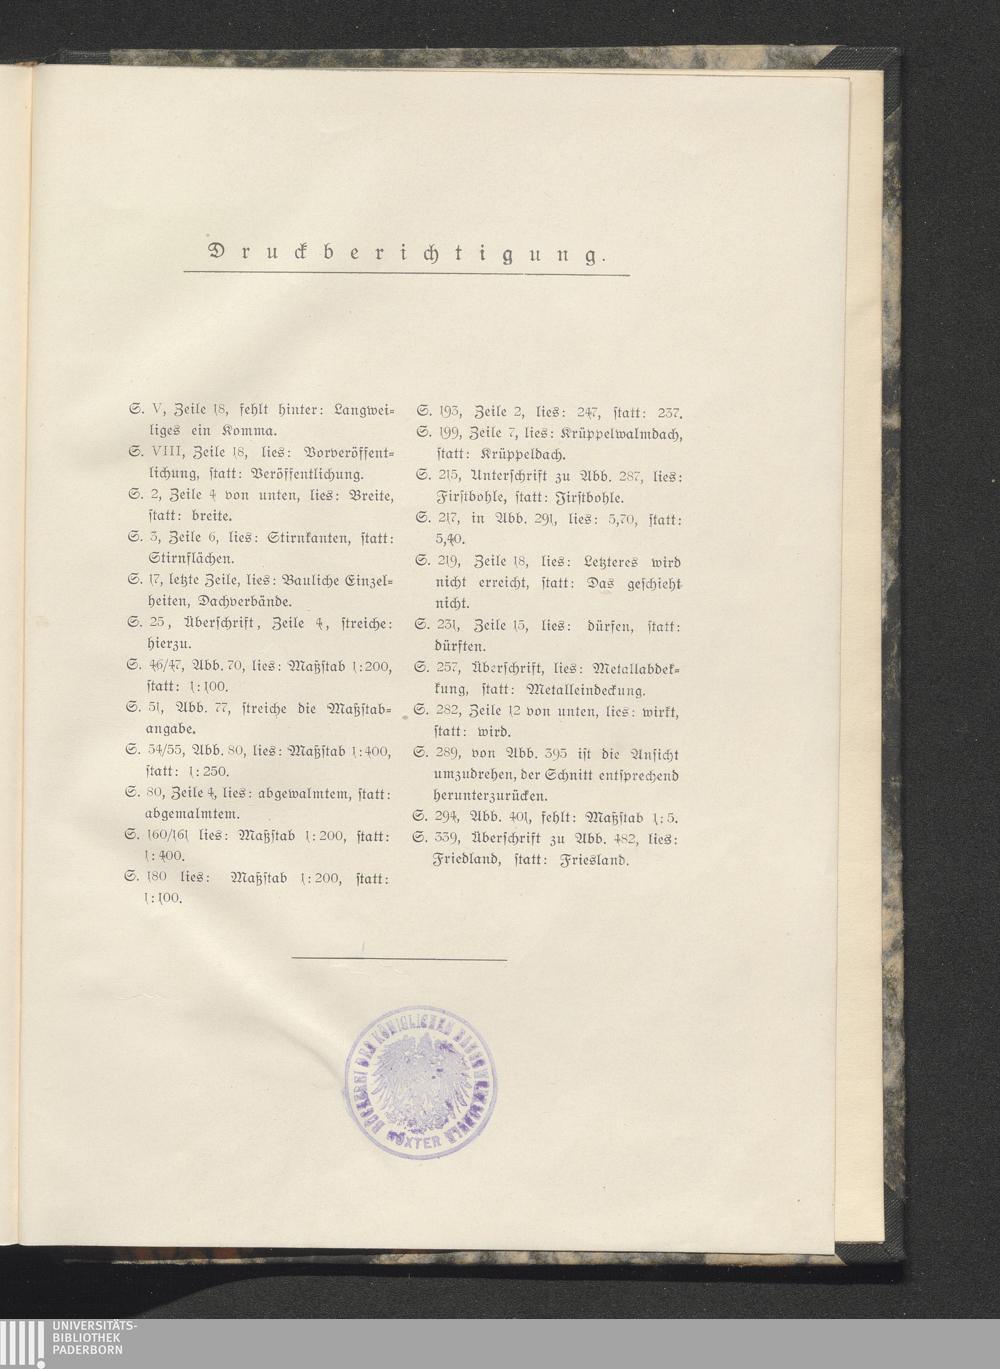 Druckberichtigung.
S. V, Zeile 18, fehlt hinter: Langwei-
liges ein Komma.
S. VIII, Zeile 18, lies: Vorveröffent-
lichung, statt: Veröffentlichung.
S. 2, Zeile 4 von unten, lies: Breite,
statt: breite.
S. 3, Zeile 6, lies: Stirnkanten, statt:
Stirnflächen.
S. 17, letzte Zeile, lies: Bauliche Einzel-
heiten, Dachverbände.
S. 25, Überschrift, Zeile 4, streiche:
hierzu.
S. 46/47, Abb. 70, lies: Maßstab 1:200,
statt: 1:100.
S. 51, Abb. 77, streiche die Maßstab-
angabe.
S. 54/55, Abb. 80, lies: Maßstab 1:400,
statt: 1:250.
S. 80, Zeile 4, lies: abgewalmtem, statt:
abgemalmtem.
S. 160/161 lies: Maßstab 1:200, statt:
1:400.
S. 180 lies: Maßstab 1:200, statt:
1:100.
S. 193, Zeile 2, lies: 247, statt: 237.
S. 199, Zeile 7, lies: Krüppelwalmdach,
statt: Krüppeldach.
S. 215, Unterschrift zu Abb. 287, lies:
Firstbohle, statt: Jirstbohle.
S. 217, in Abb. 291, lies: 5,70, statt:
5,40.
S. 219, Zeile 18, lies: Letzteres wird
nicht erreicht, statt: Das geschieht
nicht.
S. 231, Zeile 15, lies: dürfen, statt:
dürften.
S. 257, Überschrift, lies: Metallabdek-
kung, statt: Metalleindeckung.
S. 282, Zeile 12 von unten, lies: wirkt,
statt: wird.
S. 289, von Abb. 395 ist die Ansicht
umzudrehen, der Schnitt entsprechend
herunterzurücken.
S. 294, Abb. 401, fehlt: Maßstab 1:5.
S. 339, Überschrift zu Abb. 482, lies:
Friedland, statt: Friesland.
BÜCHEREI DER KÖNIGLICHEN
HÖXTER
UNIVERSITÄTS-
BIBLIOTHEK
PADERBORN